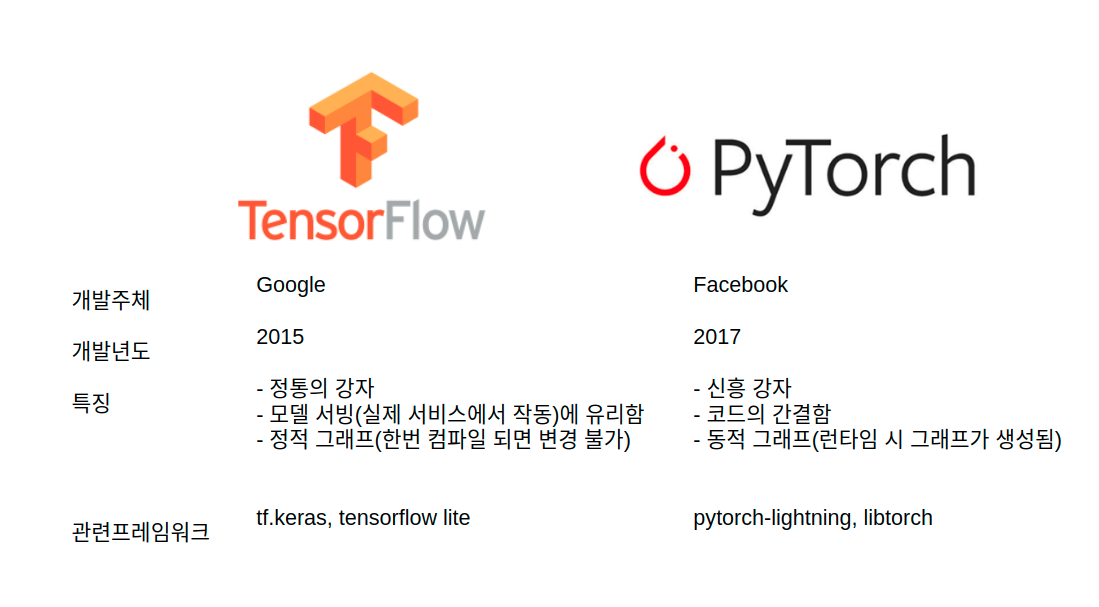 TensorFlow
PyTorch
개발주체
Google
Facebook
개발년도
2015
2017
특징
- 정통의 강자
- 모델 서빙(실제 서비스에서 작동)에 유리함
- 정적 그래프(한번 컴파일 되면 변경 불가)
- 신흥 강자
- 코드의 간결함
- 동적 그래프(런타임 시 그래프가 생성됨)
관련프레임워크
tf.keras, tensorflow lite
pytorch-lightning, libtorch